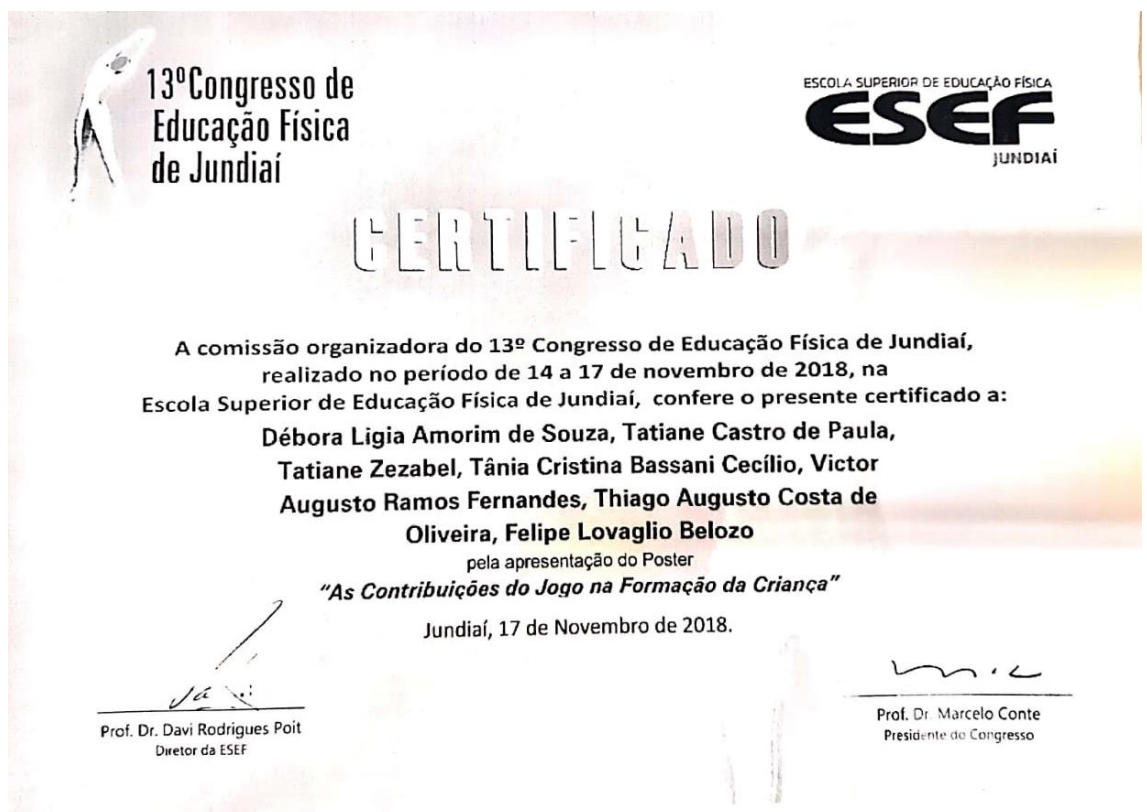 13ºCongresso de
Educação Física
de Jundiaí
ESCOLA SUPERIOR DE EDUCAÇÃO FÍSICA
ESEF
JUNDIAÍ
CERTIFICADO
A comissão organizadora do 13º Congresso de Educação Física de Jundiaí,
realizado no período de 14 a 17 de novembro de 2018, na
Escola Superior de Educação Física de Jundiaí, confere o presente certificado a:
Débora Ligia Amorim de Souza, Tatiane Castro de Paula,
Tatiane Zezabel, Tânia Cristina Bassani Cecílio, Victor
Augusto Ramos Fernandes, Thiago Augusto Costa de
Oliveira, Felipe Lovaglio Belozo
pela apresentação do Poster
"As Contribuições do Jogo na Formação da Criança"
Jundiaí, 17 de Novembro de 2018.
Prof. Dr. Davi Rodrigues Poit
Diretor da ESEF
Prof. Dr. Marcelo Conte
Presidente do Congresso